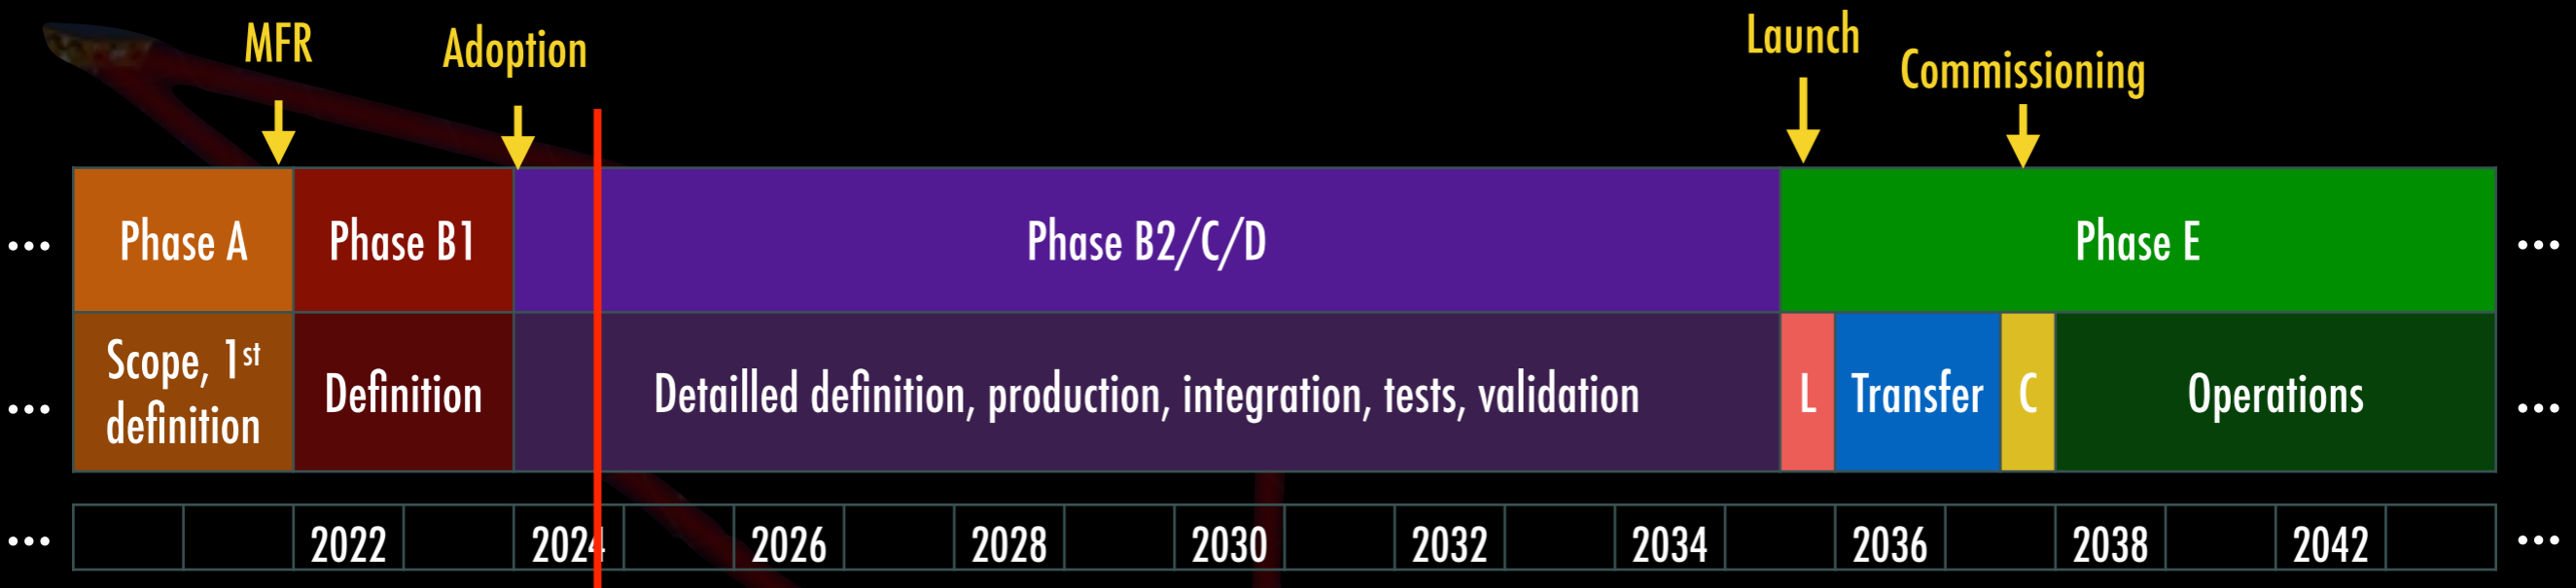 MFR
Adoption
Launch
Commissioning
... Phase A Phase B1 Phase B2/C/D Phase E ...
Scope, 1st
definition
... Definition Detailled definition, production, integration, tests, validation L Transfer C Operations ...
... 2022 2024 2026 2028 2030 2032 2034 2036 2038 2042 ...